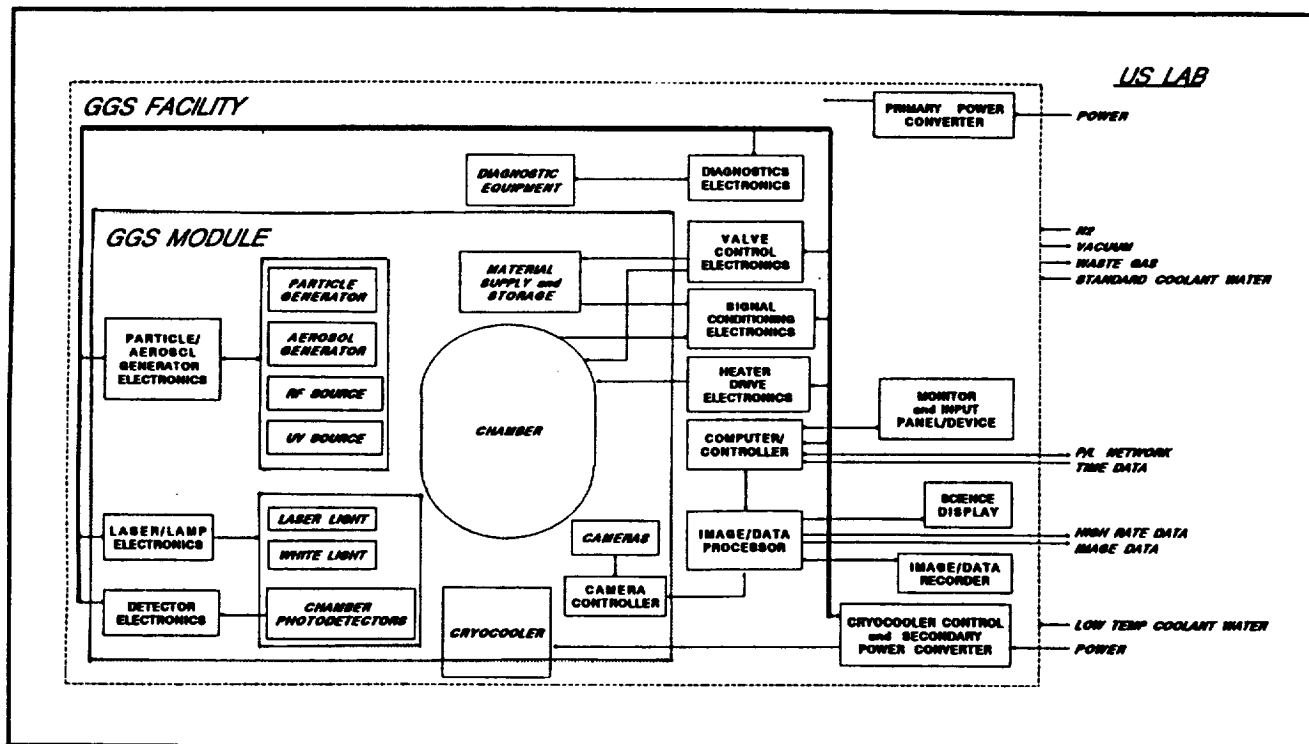 US LAB
GGS FACILITY
PRIMARY POWER
CONVERTER
POWER
DIAGNOSTIC
EQUIPMENT
DIAGNOSTICS
ELECTRONICS
GGS MODULE
VALVE
CONTROL
ELECTRONICS
N2
VACUUM
WASTE GAS
STANDARD COOLANT WATER
MATERIAL
SUPPLY and
STORAGE
PARTICLE
GENERATOR
SIGNAL
CONDITIONING
ELECTRONICS
PARTICLE/
AEROSOL
GENERATOR
ELECTRONICS
AEROSOL
GENERATOR
RF SOURCE
UV SOURCE
HEATER
DRIVE
ELECTRONICS
MONITOR
and INPUT
PANEL/DEVICE
CHAMBER
COMPUTER/
CONTROLLER
P/L NETWORK
TIME DATA
SCIENCE
DISPLAY
LASER/LAMP
ELECTRONICS
LASER LIGHT
WHITE LIGHT
CAMERAS
IMAGE/DATA
PROCESSOR
HIGH RATE DATA
IMAGE DATA
IMAGE/DATA
RECORDER
CAMERA
CONTROLLER
DETECTOR
ELECTRONICS
CHAMBER
PHOTODETECTORS
CRYOCOOLER
CRYOCOOLER CONTROL
and SECONDARY
POWER CONVERTER
LOW TEMP COOLANT WATER
POWER